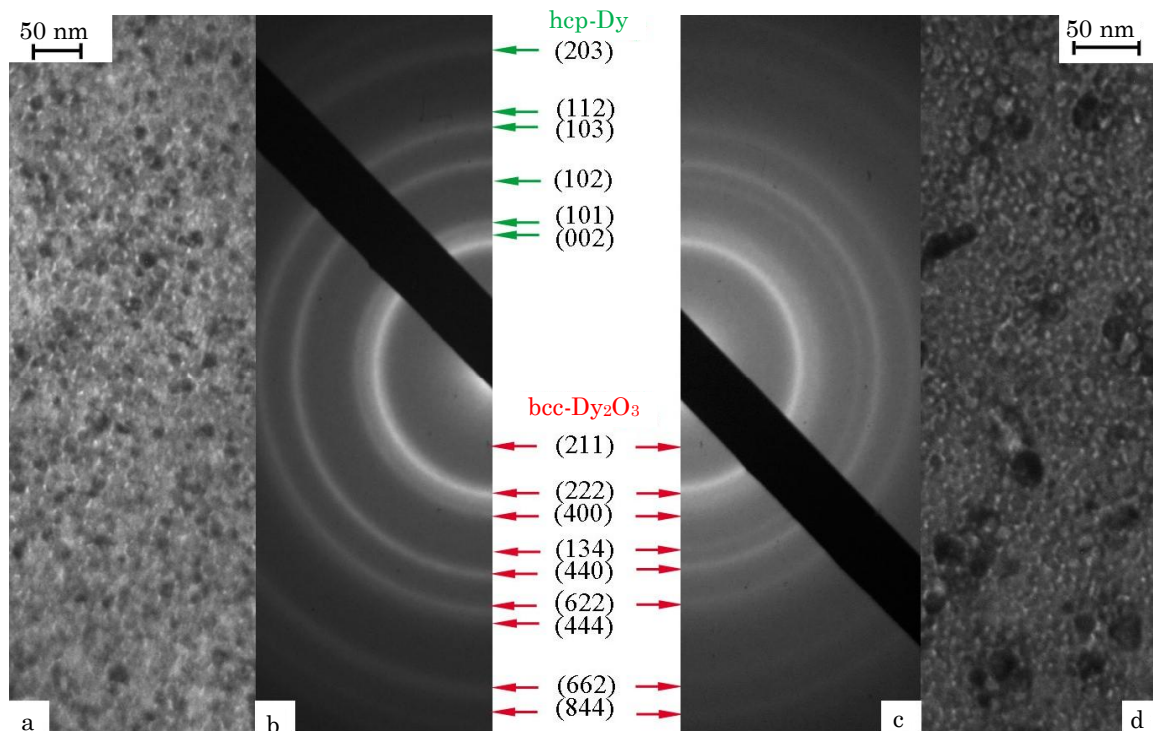 50 nm
hcp-Dy
50 nm
(203)
(112)
(103)
(102)
(101)
(002)
bcc-Dy₂O₃
(211)
(222)
(400)
(134)
(440)
(622)
(444)
(662)
(844)
a
b
c
d